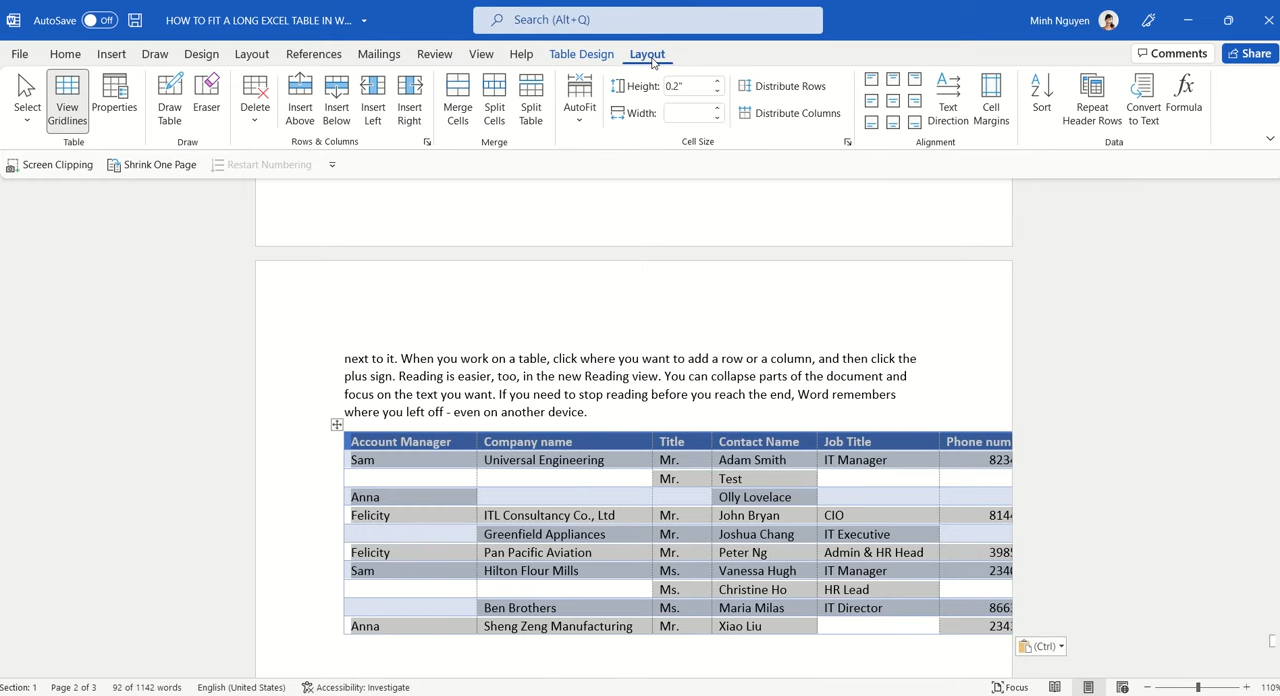 AutoSave Off HOW TO FIT A LONG EXCEL TABLE IN W... Search (Alt+Q) Minh Nguyen
File Home Insert Draw Design Layout References Mailings Review View Help Table Design Layout Comments Share
Select View Gridlines Properties
Table
Draw Table Eraser
Draw
Delete Insert Above Insert Below Insert Left Insert Right
Rows & Columns
Merge Cells Split Cells Split Table
Merge
AutoFit Height: 0.2" Distribute Rows
Width: Distribute Columns
Cell Size
Text Direction Cell Margins
Alignment
Sort Repeat Header Rows Convert to Text Formula
Data
Screen Clipping Shrink One Page Restart Numbering
next to it. When you work on a table, click where you want to add a row or a column, and then click the
plus sign. Reading is easier, too, in the new Reading view. You can collapse parts of the document and
focus on the text you want. If you need to stop reading before you reach the end, Word remembers
where you left off - even on another device.
Account Manager Company name Title Contact Name Job Title Phone num
Sam Universal Engineering Mr. Adam Smith IT Manager 8234
Mr. Test
Anna Olly Lovelace
Felicity ITL Consultancy Co., Ltd Mr. John Bryan CIO 8144
Greenfield Appliances Mr. Joshua Chang IT Executive
Felicity Pan Pacific Aviation Mr. Peter Ng Admin & HR Head 3985
Sam Hilton Flour Mills Ms. Vanessa Hugh IT Manager 2340
Ms. Christine Ho HR Lead
Ben Brothers Ms. Maria Milas IT Director 866
Anna Sheng Zeng Manufacturing Mr. Xiao Liu 234
(Ctrl)
Section: 1 Page 2 of 3 92 of 1142 words English (United States) Accessibility: Investigate Focus 110%